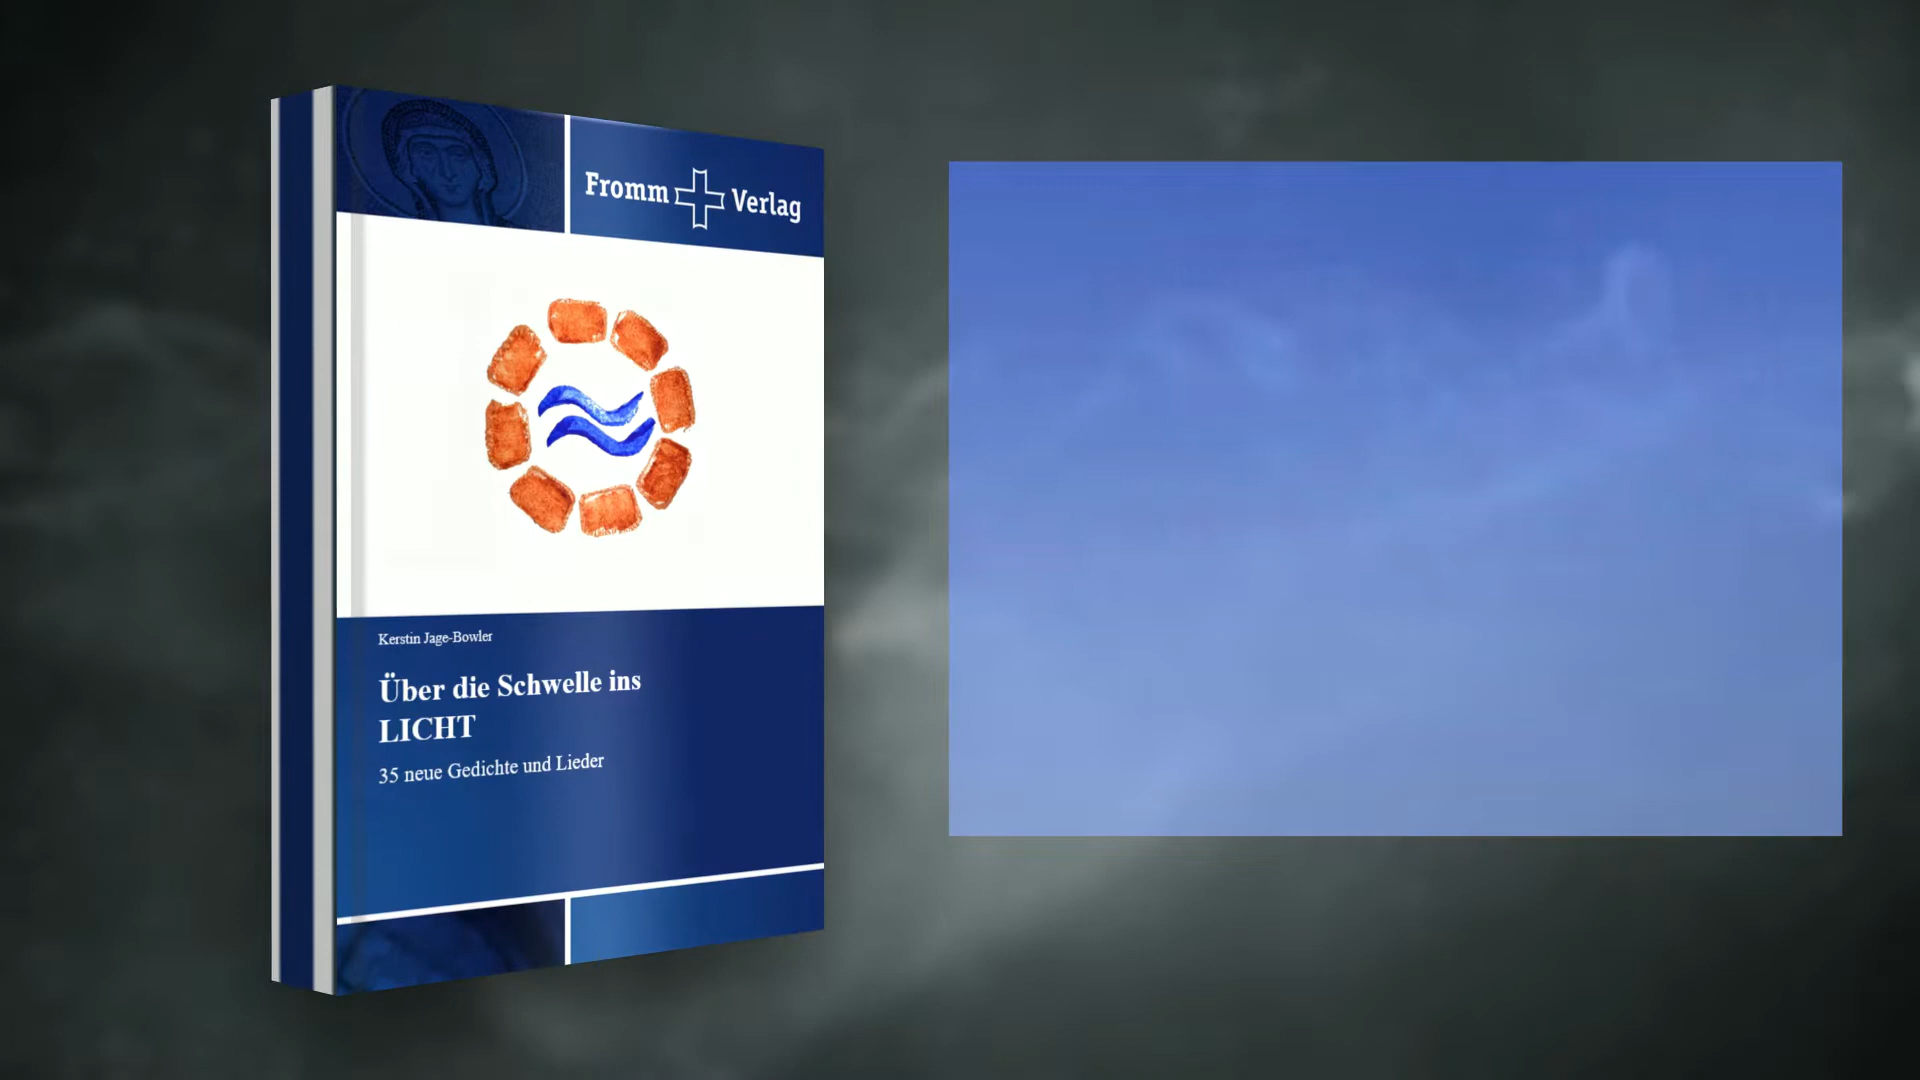 Fromm Verlag
Kerstin Jage-Bowler
Über die Schwelle ins
LICHT
35 neue Gedichte und Lieder